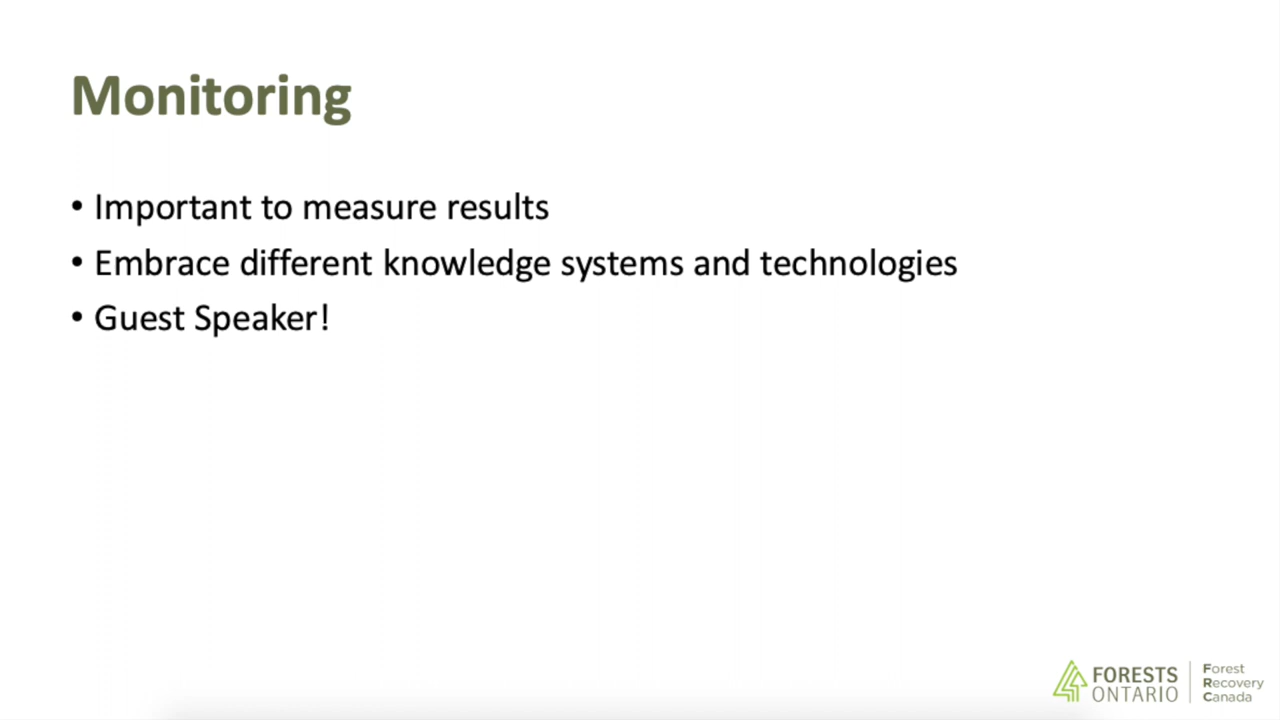 Monitoring
• Important to measure results
• Embrace different knowledge systems and technologies
• Guest Speaker!
FORESTS
ONTARIO
Forest
Recovery
Canada